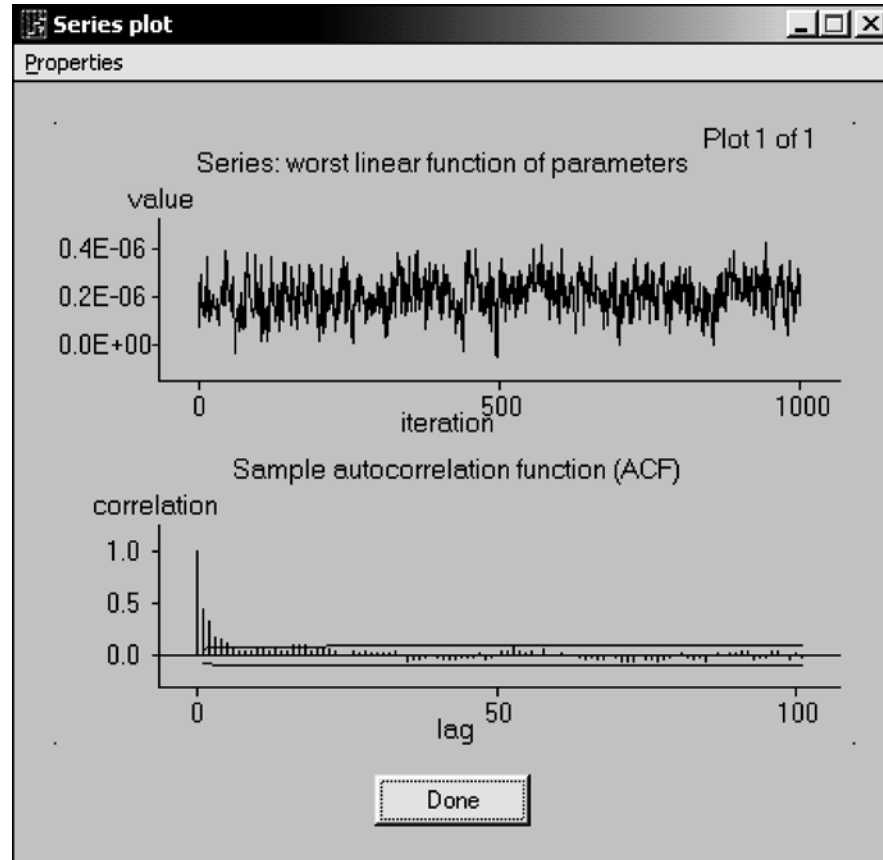 Series plot
Properties
Plot 1 of 1
Series: worst linear function of parameters
value
0.4E-06
0.2E-06
0.0E+00
0 500 1000
iteration
Sample autocorrelation function (ACF)
correlation
1.0
0.5
0.0
0 50 100
lag
Done